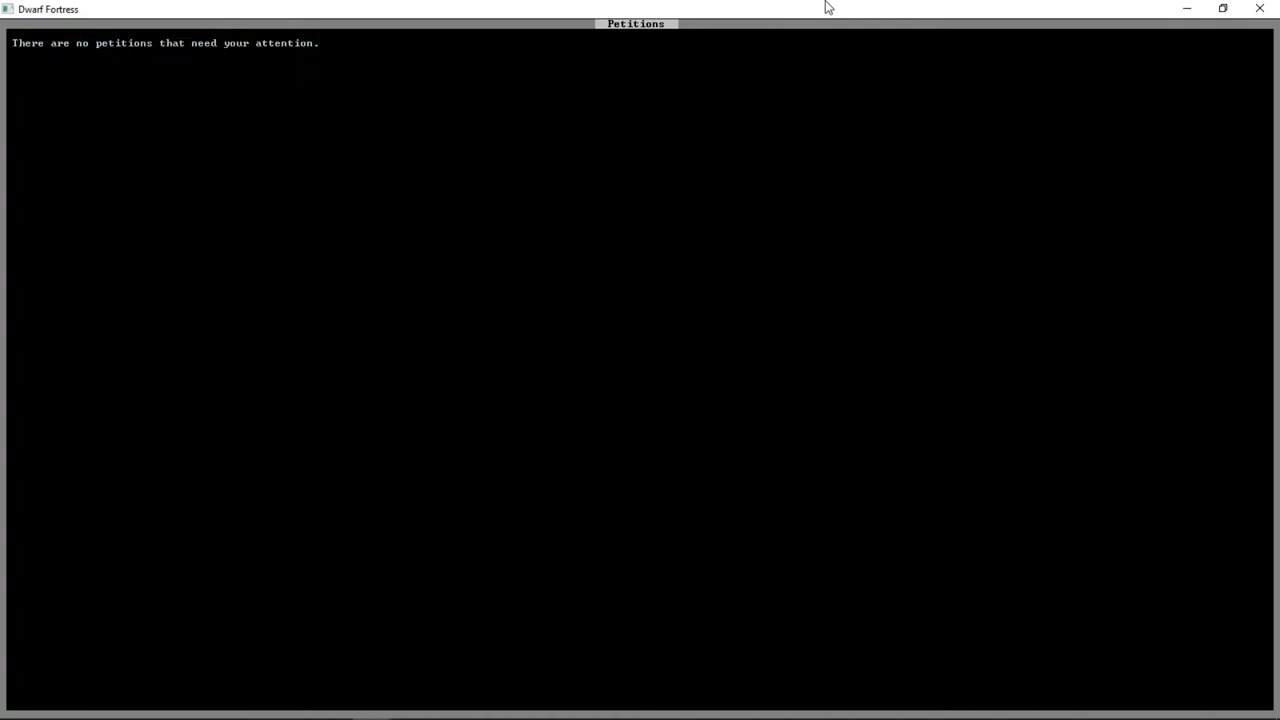 Dwarf Fortress
Petitions
There are no petitions that need your attention.